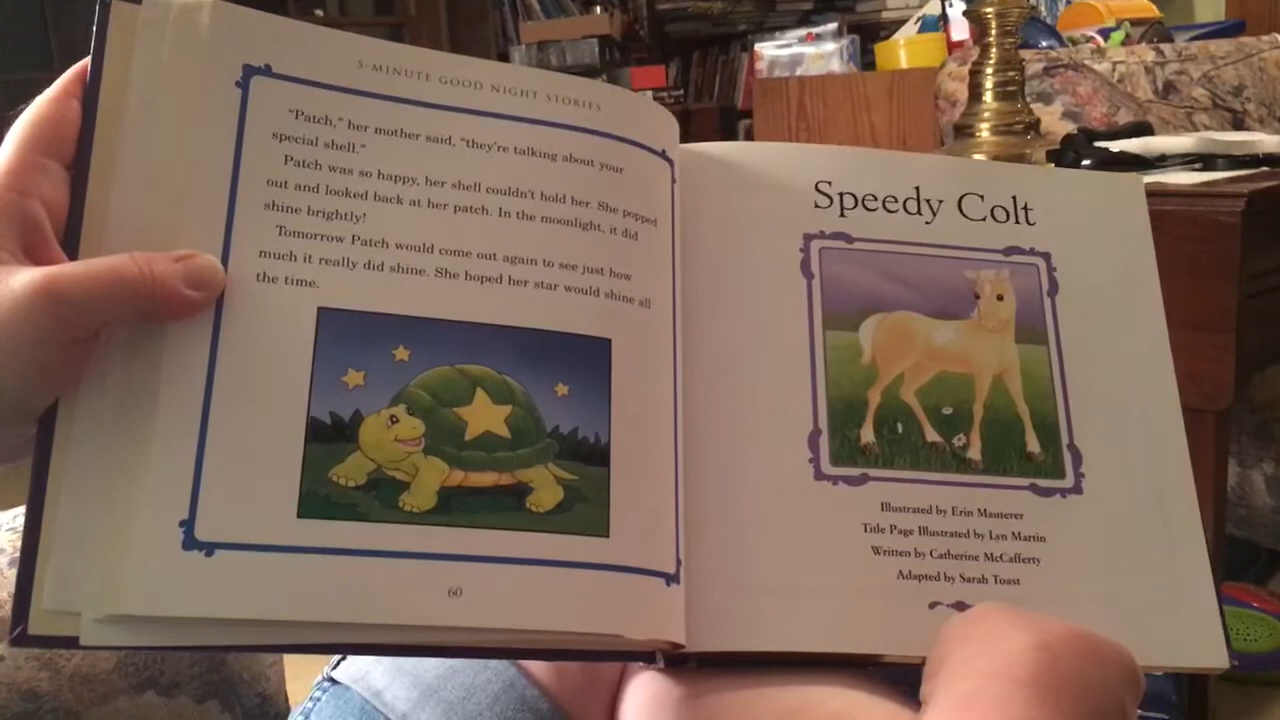 5-MINUTE GOOD NIGHT STORIES
"Patch," her mother said, "they're talking about your
special shell."
Patch was so happy, her shell couldn't hold her. She popped
out and looked back at her patch. In the moonlight, it did
shine brightly!
Tomorrow Patch would come out again to see just how
much it really did shine. She hoped her star would shine all
the time.
60
Speedy Colt
Illustrated by Erin Mauterer
Title Page Illustrated by Lyn Martin
Written by Catherine McCafferty
Adapted by Sarah Toast